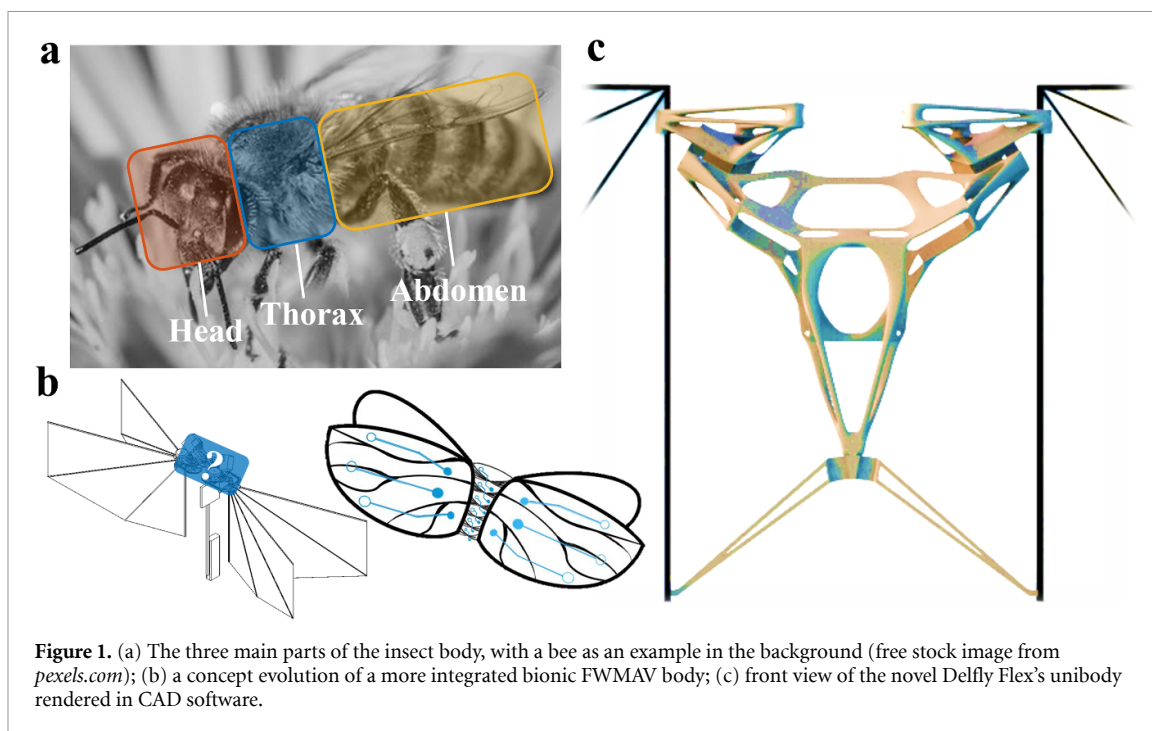 a
c
Head
Thorax
Abdomen
b
?
Figure 1. (a) The three main parts of the insect body, with a bee as an example in the background (free stock image from
pexels.com); (b) a concept evolution of a more integrated bionic FWMAV body; (c) front view of the novel Delfly Flex’s unibody
rendered in CAD software.